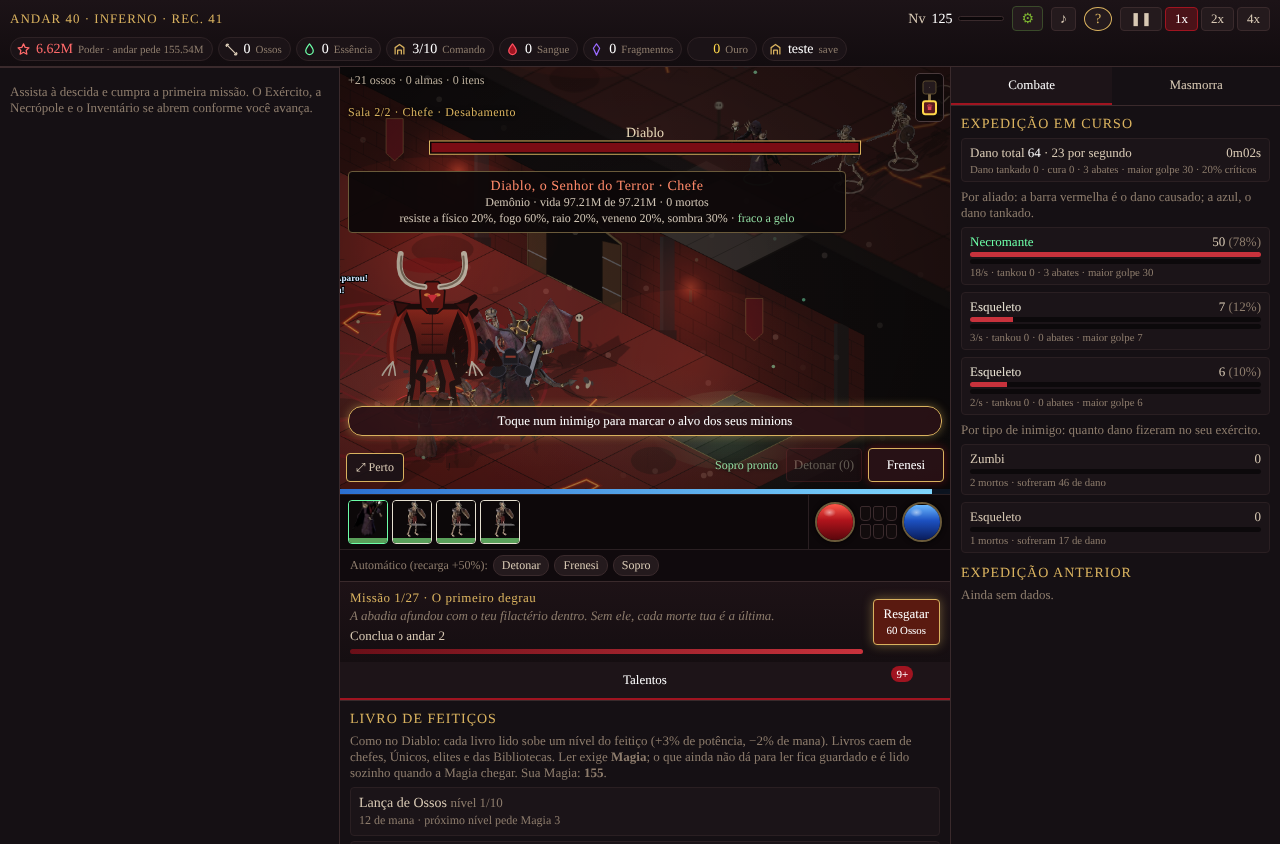 ANDAR 40 · INFERNO · REC. 41
Nv 125
1x
2x
4x
6.62M Poder · andar pede 155.54M
0 Ossos
0 Essência
3/10 Comando
0 Sangue
0 Fragmentos
0 Ouro
teste save
Assista à descida e cumpra a primeira missão. O Exército, a
Necrópole e o Inventário se abrem conforme você avança.
+21 ossos · 0 almas · 0 itens
Sala 2/2 · Chefe · Desabamento
Diablo
Diablo, o Senhor do Terror · Chefe
Demônio · vida 97.21M de 97.21M · 0 mortos
resiste a físico 20%, fogo 60%, raio 20%, veneno 20%, sombra 30% · fraco a gelo
Toque num inimigo para marcar o alvo dos seus minions
Perto
Sopro pronto
Detonar (0)
Frenesi
Automático (recarga +50%):
Detonar
Frenesi
Sopro
Missão 1/27 · O primeiro degrau
A abadia afundou com o teu filactério dentro. Sem ele, cada morte tua é a última.
Conclua o andar 2
Resgatar
60 Ossos
Talentos
9+
LIVRO DE FEITIÇOS
Como no Diablo: cada livro lido sobe um nível do feitiço (+3% de potência, −2% de mana). Livros caem de
chefes, Únicos, elites e das Bibliotecas. Ler exige Magia; o que ainda não dá para ler fica guardado e é lido
sozinho quando a Magia chegar. Sua Magia: 155.
Lança de Ossos nível 1/10
12 de mana · próximo nível pede Magia 3
Combate
Masmorra
EXPEDIÇÃO EM CURSO
Dano total 64 · 23 por segundo
0m02s
Dano tankado 0 · cura 0 · 3 abates · maior golpe 30 · 20% críticos
Por aliado: a barra vermelha é o dano causado; a azul, o
dano tankado.
Necromante
50 (78%)
18/s · tankou 0 · 3 abates · maior golpe 30
Esqueleto
7 (12%)
3/s · tankou 0 · 0 abates · maior golpe 7
Esqueleto
6 (10%)
2/s · tankou 0 · 0 abates · maior golpe 6
Por tipo de inimigo: quanto dano fizeram no seu exército.
Zumbi
0
2 mortos · sofreram 46 de dano
Esqueleto
0
1 mortos · sofreram 17 de dano
EXPEDIÇÃO ANTERIOR
Ainda sem dados.